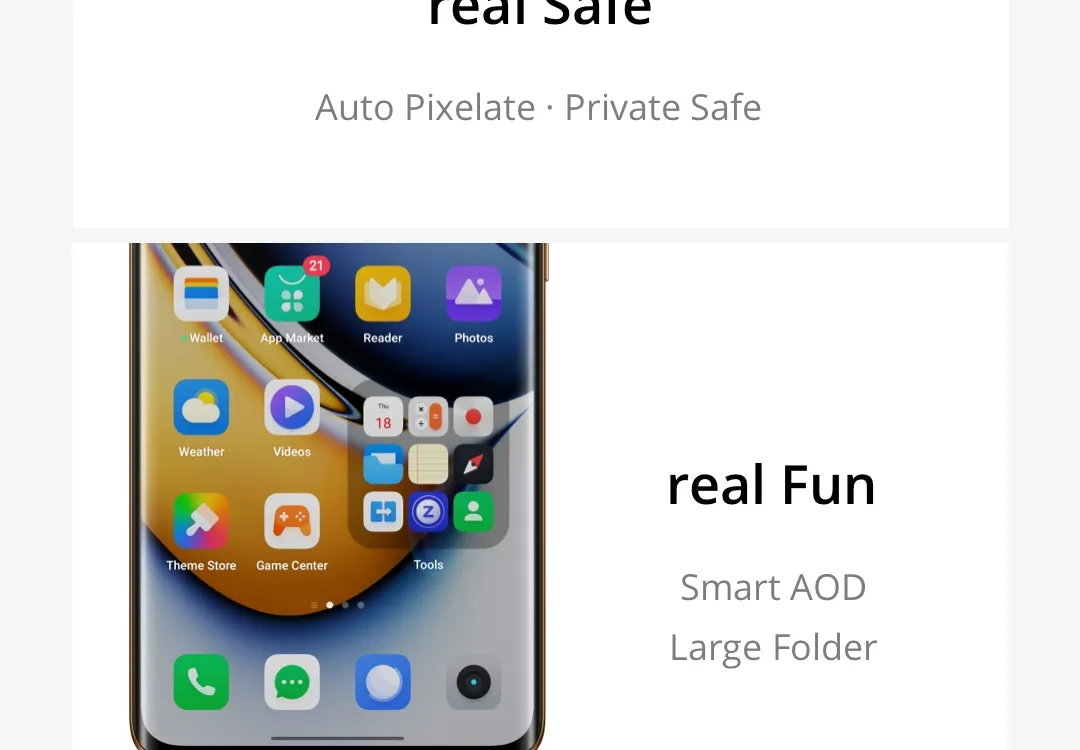 real Safe
Auto Pixelate · Private Safe
21
Wallet
App Market
Reader
Photos
Weather
Videos
Thu
18
Theme Store
Game Center
Z
Tools
real Fun
Smart AOD
Large Folder